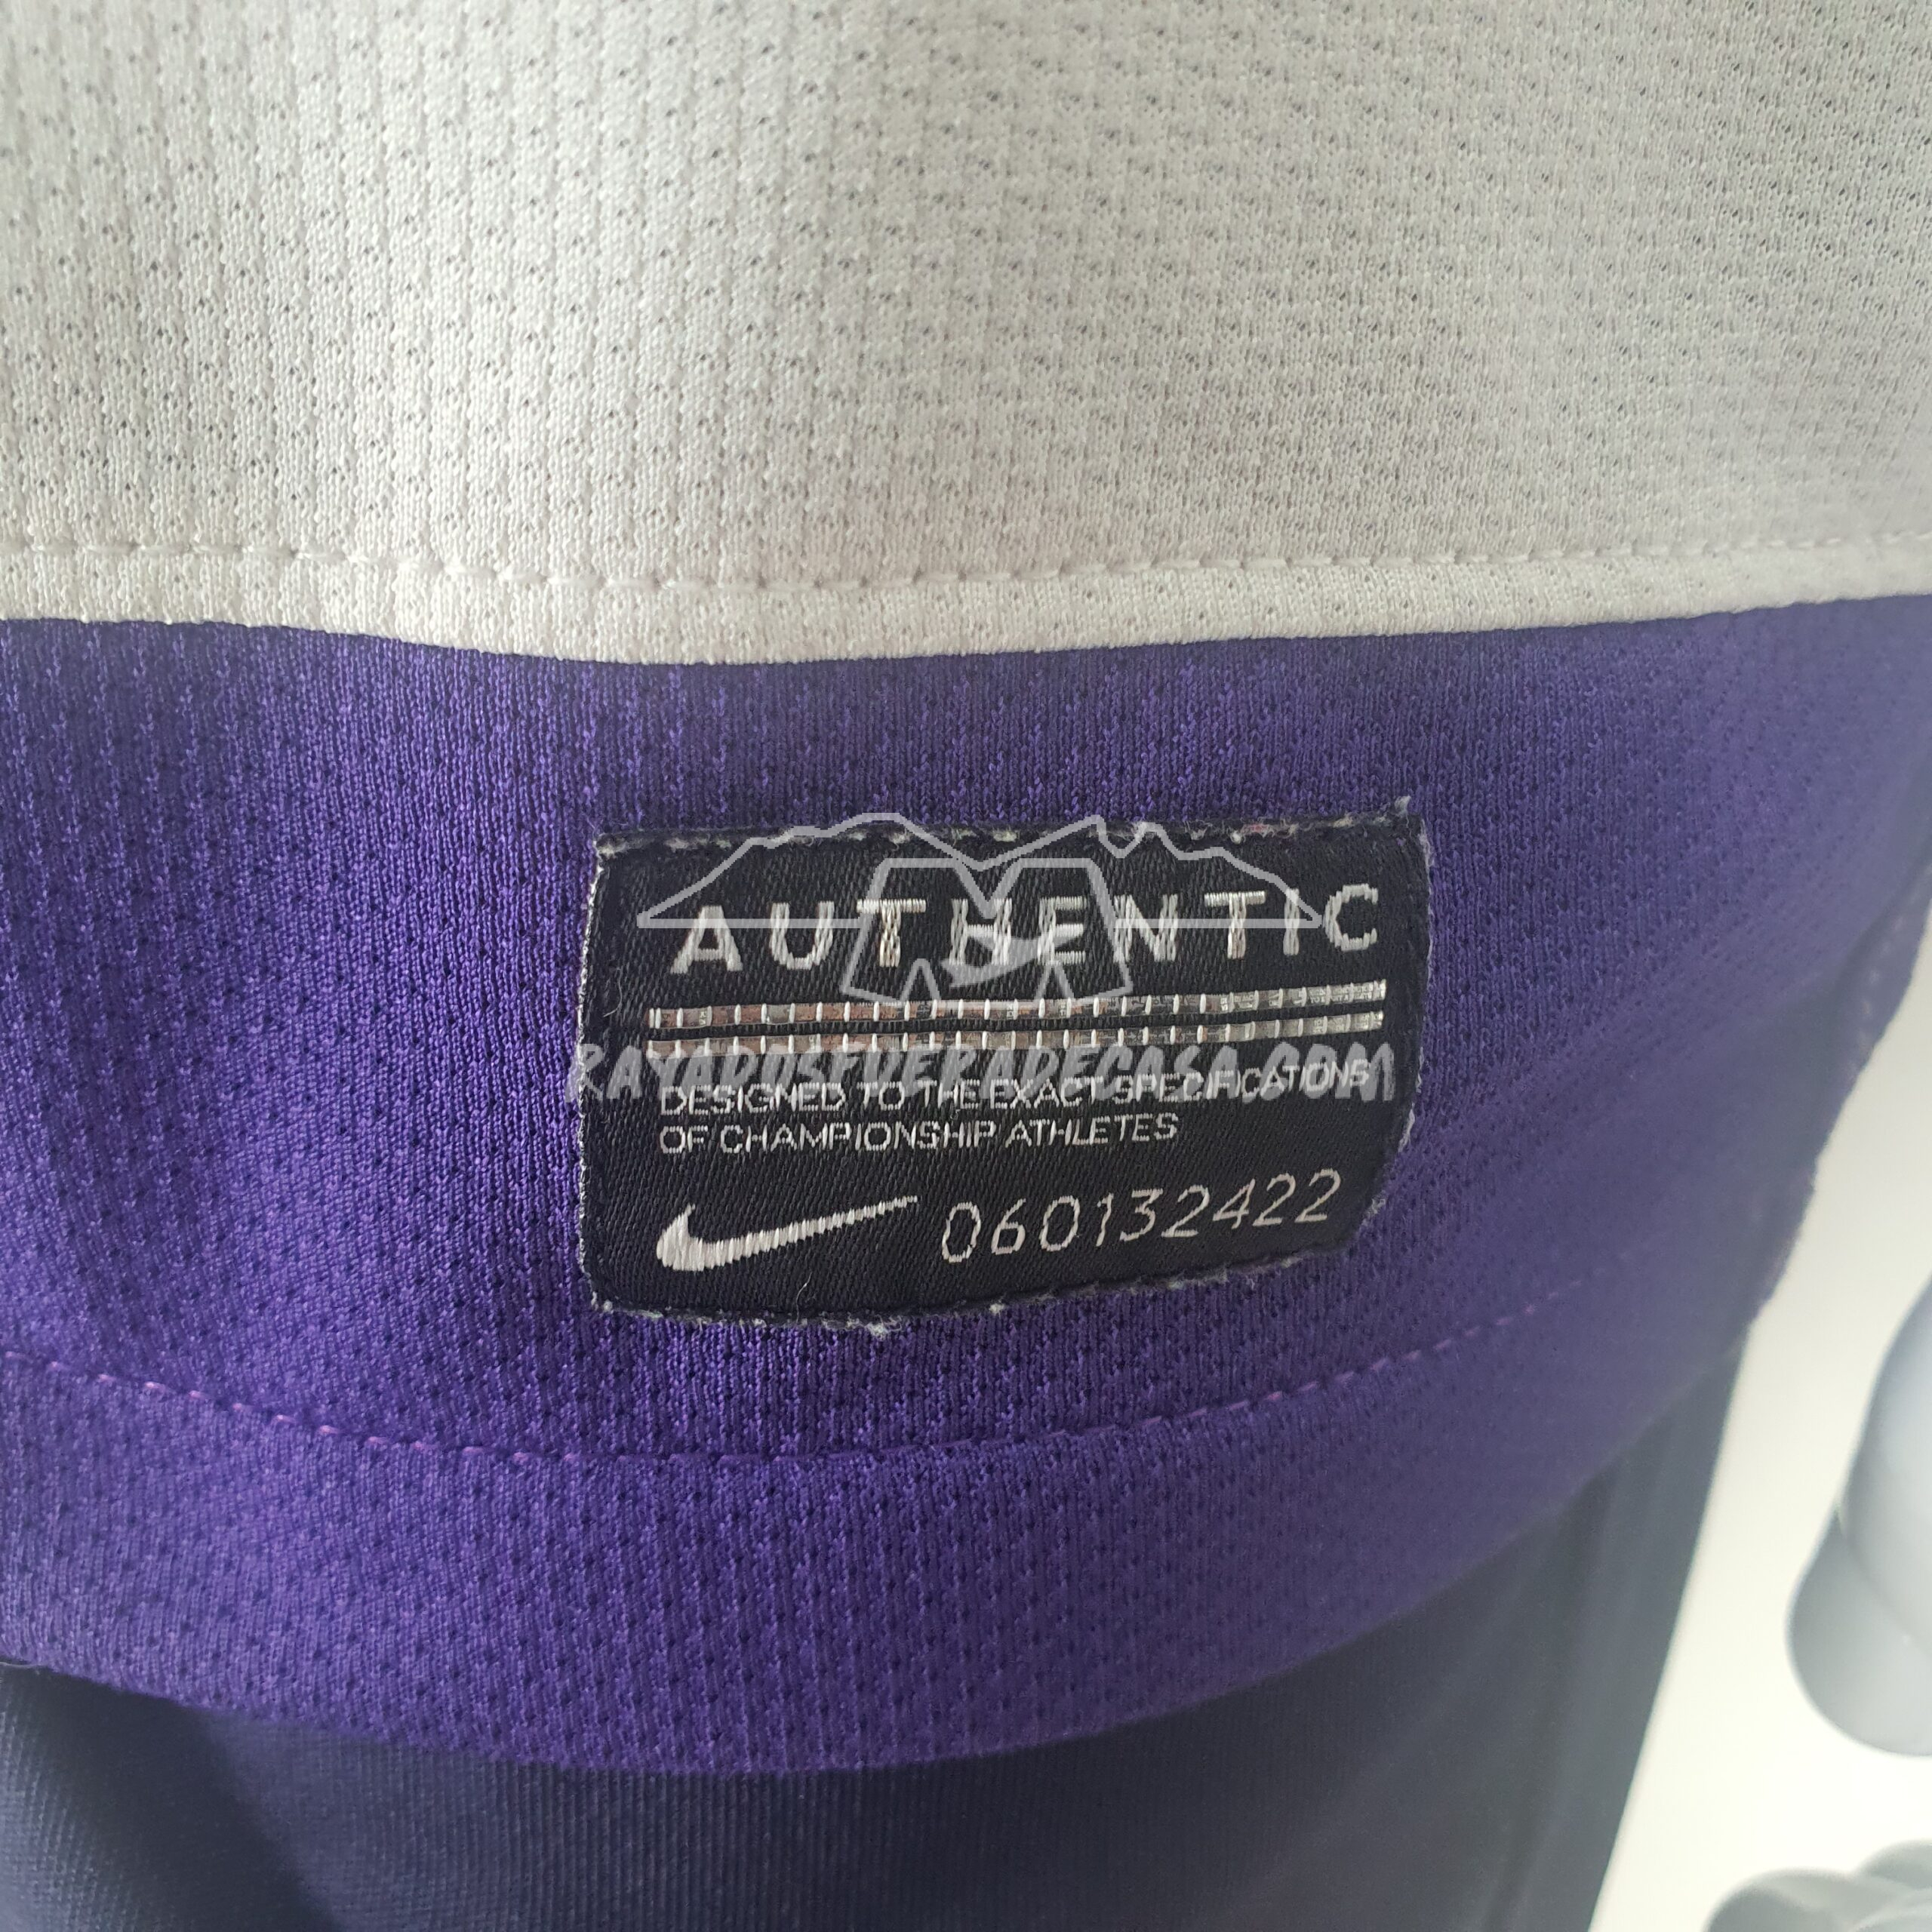 AUTHENTIC
RAYADOSFUERADECASA.COM
DESIGNED TO THE EXACT SPECIFICATIONS
OF CHAMPIONSHIP ATHLETES
060132422